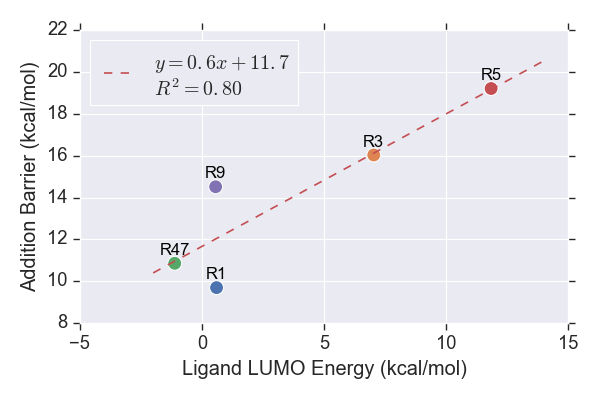 22
20
18
16
14
12
10
8
Addition Barrier (kcal/mol)
y = 0.6x + 11.7
R² = 0.80
R5
R3
R9
R47
R1
−5
0
5
10
15
Ligand LUMO Energy (kcal/mol)